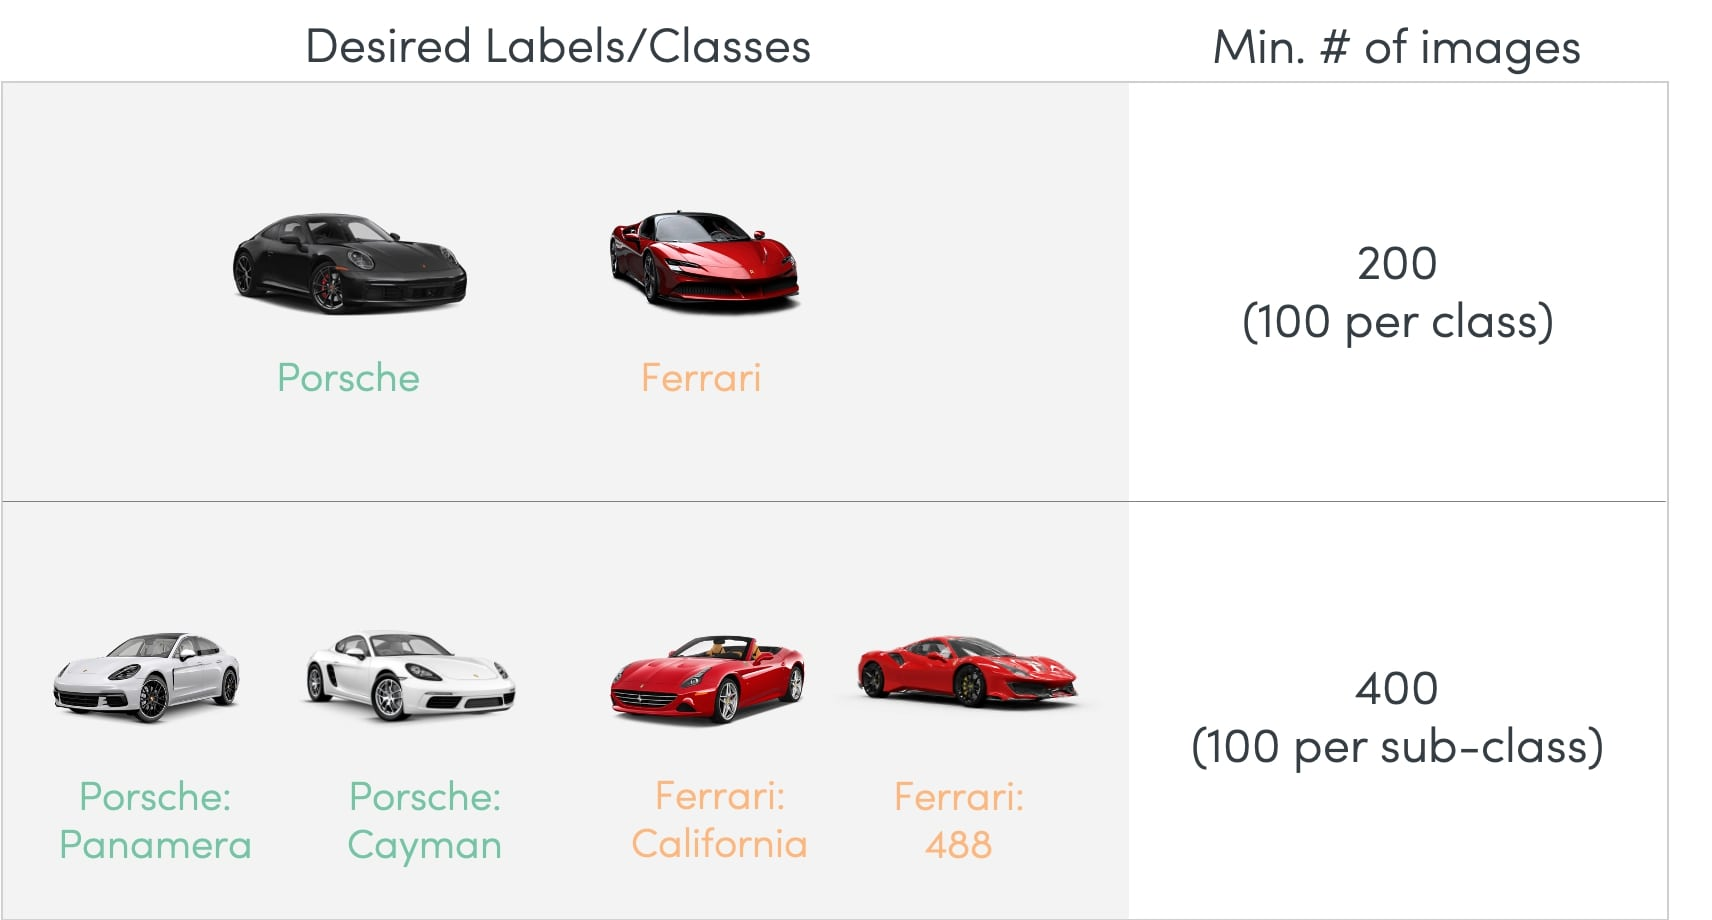 Desired Labels/Classes
Min. # of images
Porsche
Ferrari
200
(100 per class)
Porsche:
Panamera
Porsche:
Cayman
Ferrari:
California
Ferrari:
488
400
(100 per sub-class)